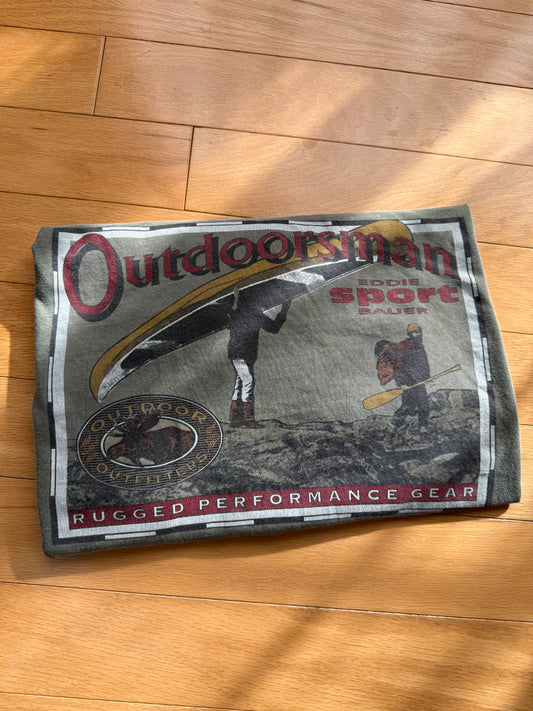 Outdoorsman
EDDIE
sport
BAUER
OUTDOOR
OUTFITTERS
RUGGED PERFORMANCE GEAR